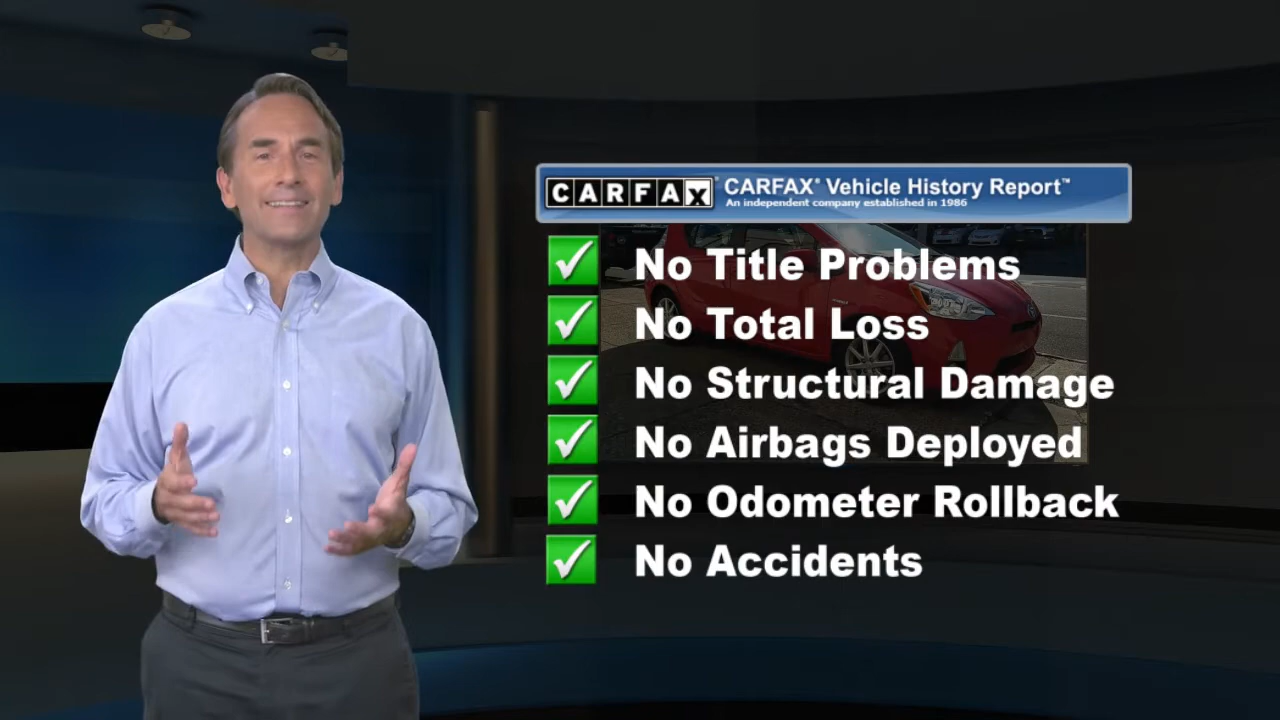 CARFAX® CARFAX® Vehicle History Report™
An independent company established in 1986
No Title Problems
No Total Loss
No Structural Damage
No Airbags Deployed
No Odometer Rollback
No Accidents